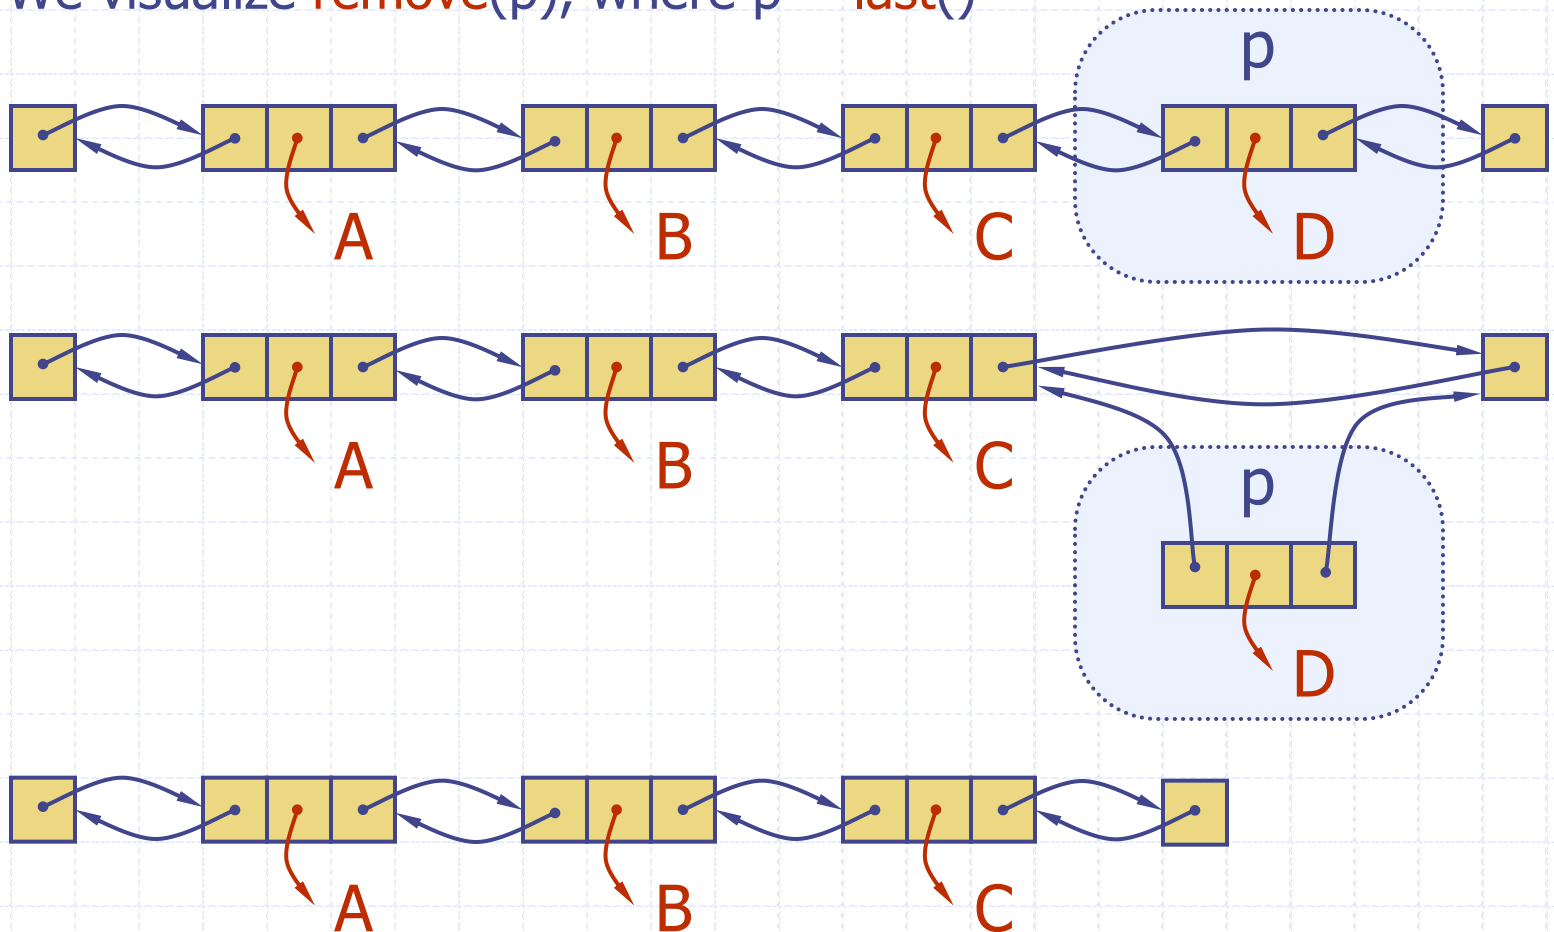 We visualize remove(p), where p = last()
p
A B C D
A B C
p
D
A B C